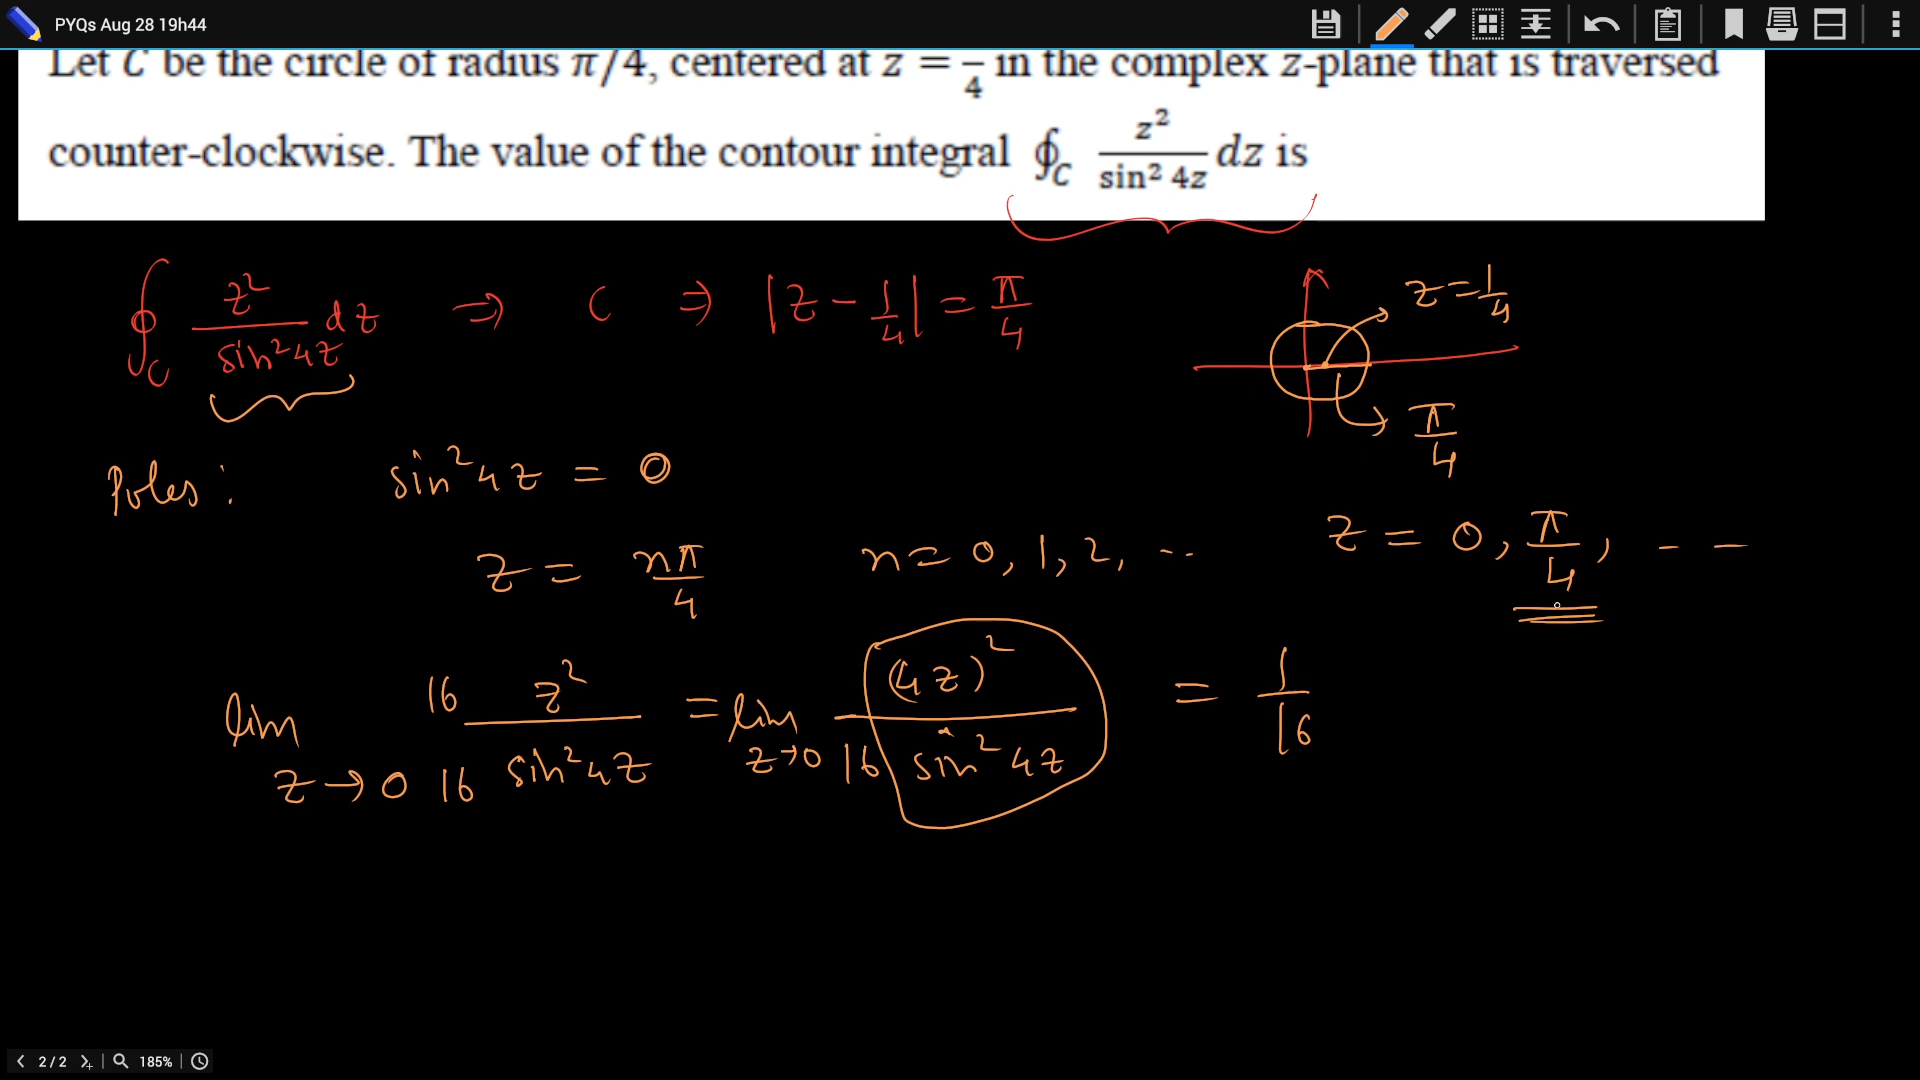 PYQs Aug 28 19h44
Let C be the circle of radius π/4, centered at z = –/4 in the complex z-plane that is traversed
counter-clockwise. The value of the contour integral ∮_C z²/sin² 4z dz is
∮_C z²/sin²4z dz ⇒ C ⇒ |z - 1/4| = π/4
z = 1/4
π/4
Poles : sin²4z = 0
z = nπ/4 n = 0, 1, 2, ... z = 0, π/4, - -
lim z→0 16 z²/16 sin²4z = lim z→0 (4z)²/16 sin²4z = 1/16
2 / 2 185%